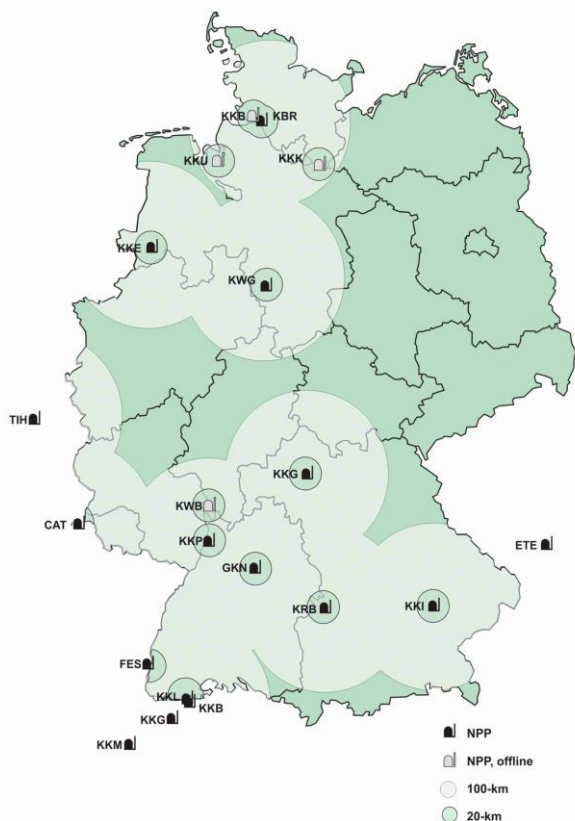 KKB KBR
KKU
KKK
KKE
KWG
TIH
KKG
KWB
CAT
KKP
ETE
GKN
KRB
KKI
FES
KKL
KKB
KKG
KKM
NPP
NPP, offline
100-km
20-km